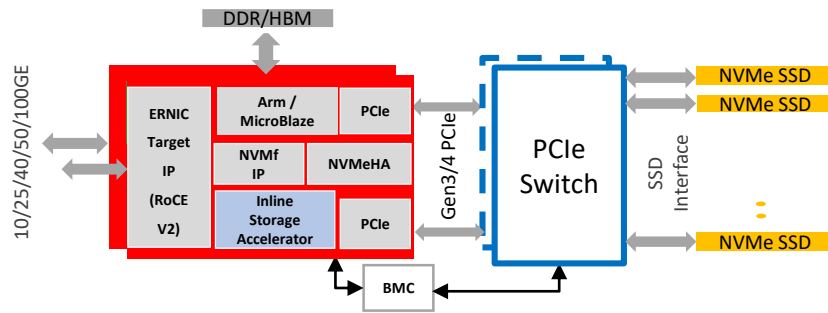 DDR/HBM
10/25/40/50/100GE
ERNIC
Target
IP
(RoCE
V2)
Arm /
MicroBlaze
PCIe
NVMf
IP
NVMeHA
Inline
Storage
Accelerator
PCIe
Gen3/4 PCIe
PCIe
Switch
SSD
Interface
NVMe SSD
NVMe SSD
NVMe SSD
BMC